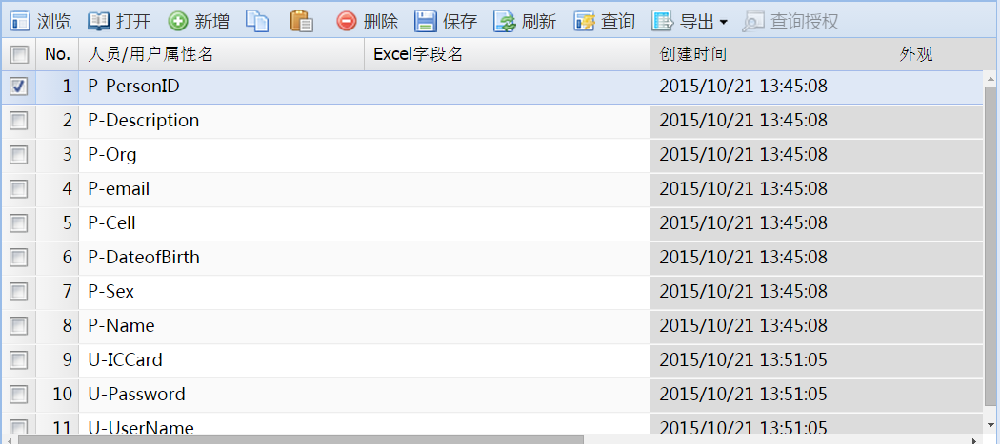 浏览 打开 新增 删除 保存 刷新 查询 导出 查询授权
No. 人员/用户属性名 Excel字段名 创建时间 外观
1 P-PersonID 2015/10/21 13:45:08
2 P-Description 2015/10/21 13:45:08
3 P-Org 2015/10/21 13:45:08
4 P-email 2015/10/21 13:45:08
5 P-Cell 2015/10/21 13:45:08
6 P-DateofBirth 2015/10/21 13:45:08
7 P-Sex 2015/10/21 13:45:08
8 P-Name 2015/10/21 13:45:08
9 U-ICCard 2015/10/21 13:51:05
10 U-Password 2015/10/21 13:51:05
11 U-UserName 2015/10/21 13:51:05